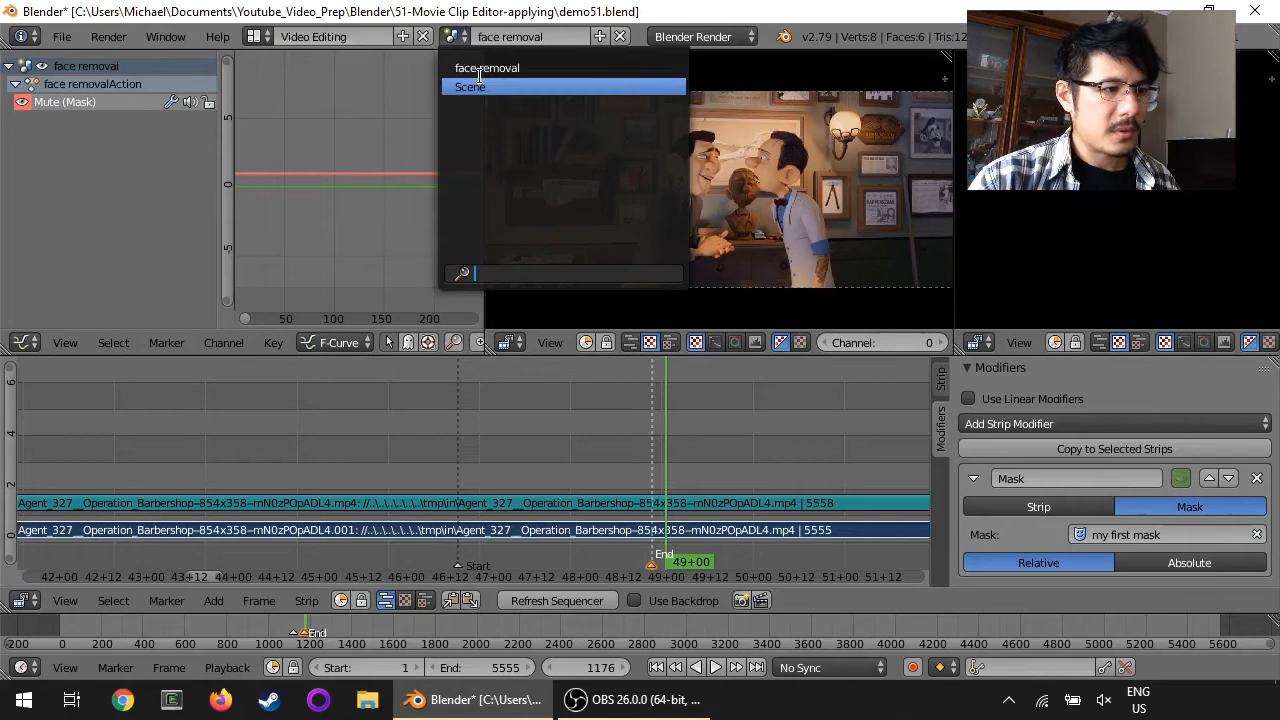 Blender* [C:\Users\Michael\Documents\Youtube_Video_Prep\Blender\51-Movie Clip Editor-applying\demo51.blend]
File Render Window Help Video Editing face removal Blender Render v2.79 | Verts:8 | Faces:6 | Tris:12
face removal
face removal
Scene
face removalAction
Mute (Mask)
5
0
-5
50 100 150 200
View Select Marker Channel Key F-Curve View Channel: 0 View
6
4
2
0
Agent_327__Operation_Barbershop-854x358-mN0zPOpADL4.mp4: //..\..\..\..\..\..\tmp\in\Agent_327__Operation_Barbershop-854x358-mN0zPOpADL4.mp4 | 5558
Agent_327__Operation_Barbershop-854x358-mN0zPOpADL4.001: //..\..\..\..\..\..\tmp\in\Agent_327__Operation_Barbershop-854x358-mN0zPOpADL4.mp4 | 5555
End
Start
49+00
42+00 42+12 43+00 43+12 44+00 44+12 45+00 45+12 46+00 46+12 47+00 47+12 48+00 48+12 49+00 49+12 50+00 50+12 51+00 51+12
Strip
Modifiers
Modifiers
Use Linear Modifiers
Add Strip Modifier
Copy to Selected Strips
Mask
Strip Mask
Mask: my first mask
Relative Absolute
View Select Marker Add Frame Strip Refresh Sequencer Use Backdrop
End
-200 0 200 400 600 800 1000 1200 1400 1600 1800 2000 2200 2400 2600 2800 3000 3200 3400 3600 3800 4000 4200 4400 4600 4800 5000 5200 5400 5600
View Marker Frame Playback Start: 1 End: 5555 1176 No Sync
Blender* [C:\Users\... OBS 26.0.0 (64-bit, ... ENG
US